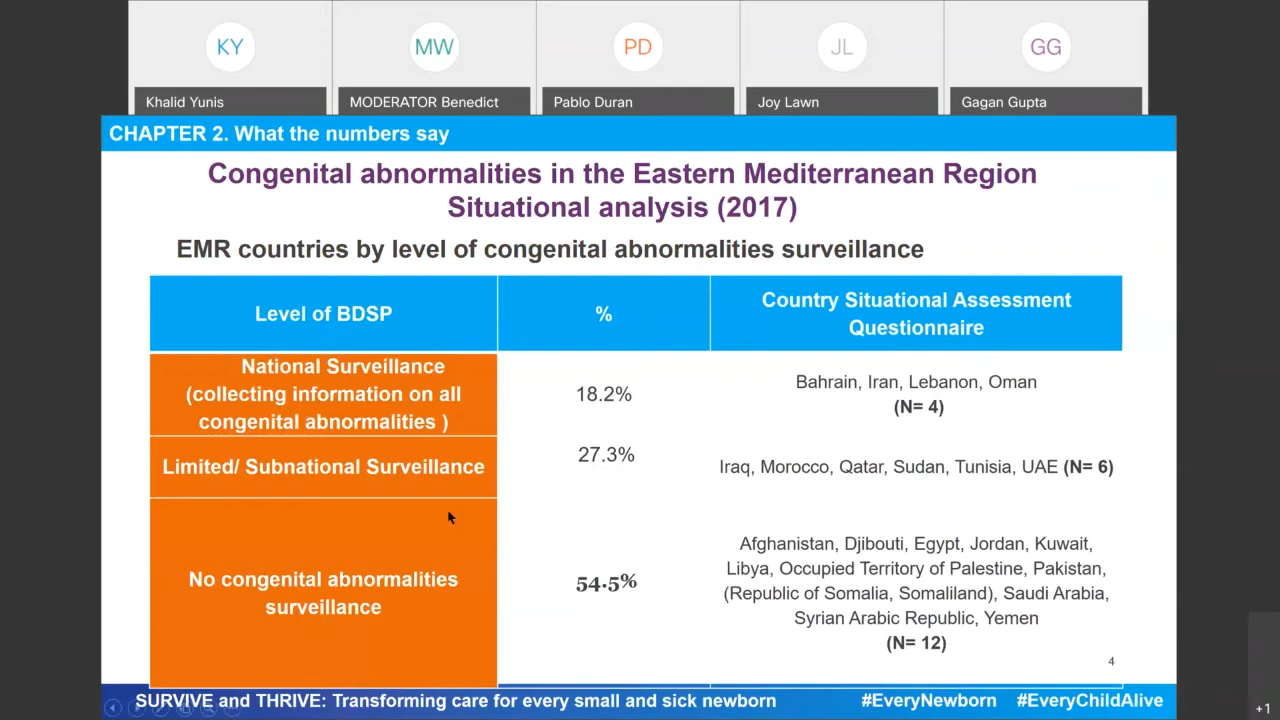 KY
MW
PD
JL
GG
Khalid Yunis
MODERATOR Benedict
Pablo Duran
Joy Lawn
Gagan Gupta
CHAPTER 2. What the numbers say
Congenital abnormalities in the Eastern Mediterranean Region
Situational analysis (2017)
EMR countries by level of congenital abnormalities surveillance
Level of BDSP
%
Country Situational Assessment
Questionnaire
National Surveillance
(collecting information on all
congenital abnormalities )
18.2%
Bahrain, Iran, Lebanon, Oman
(N= 4)
Limited/ Subnational Surveillance
27.3%
Iraq, Morocco, Qatar, Sudan, Tunisia, UAE (N= 6)
No congenital abnormalities
surveillance
54.5%
Afghanistan, Djibouti, Egypt, Jordan, Kuwait,
Libya, Occupied Territory of Palestine, Pakistan,
(Republic of Somalia, Somaliland), Saudi Arabia,
Syrian Arabic Republic, Yemen
(N= 12)
4
SURVIVE and THRIVE: Transforming care for every small and sick newborn
#EveryNewborn #EveryChildAlive
+1